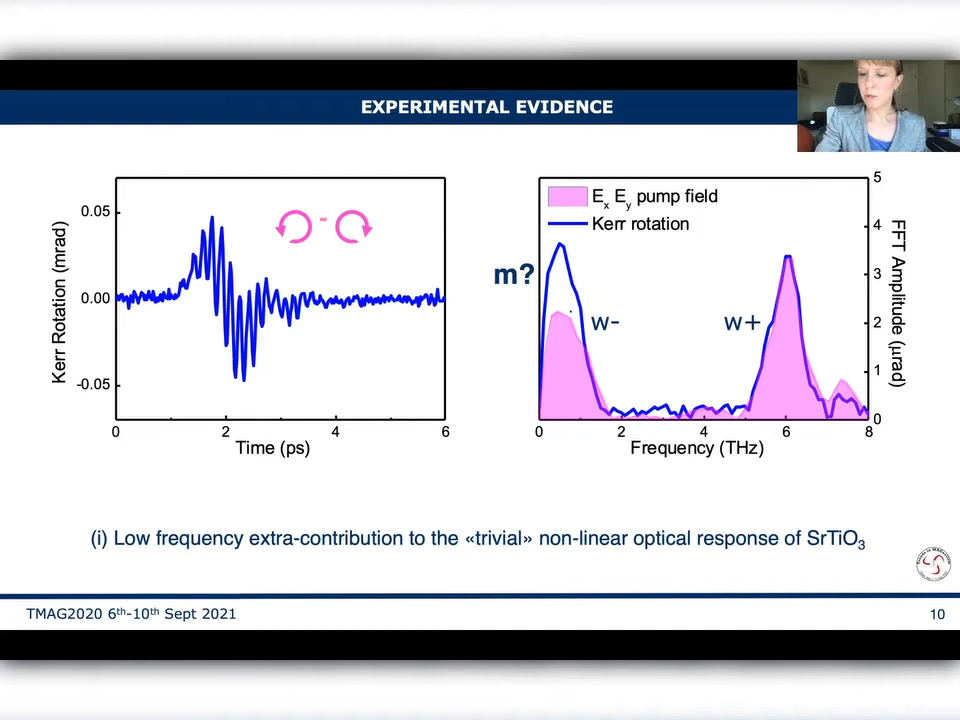 EXPERIMENTAL EVIDENCE
Kerr Rotation (mrad)
0.05
0.00
-0.05
0 2 4 6
Time (ps)
-
E_x E_y pump field
Kerr rotation
m?
w-
w+
5
4
3
2
1
0
FFT Amplitude (μrad)
0 2 4 6 8
Frequency (THz)
(i) Low frequency extra-contribution to the «trivial» non-linear optical response of SrTiO₃
TMAG2020 6th-10th Sept 2021
10